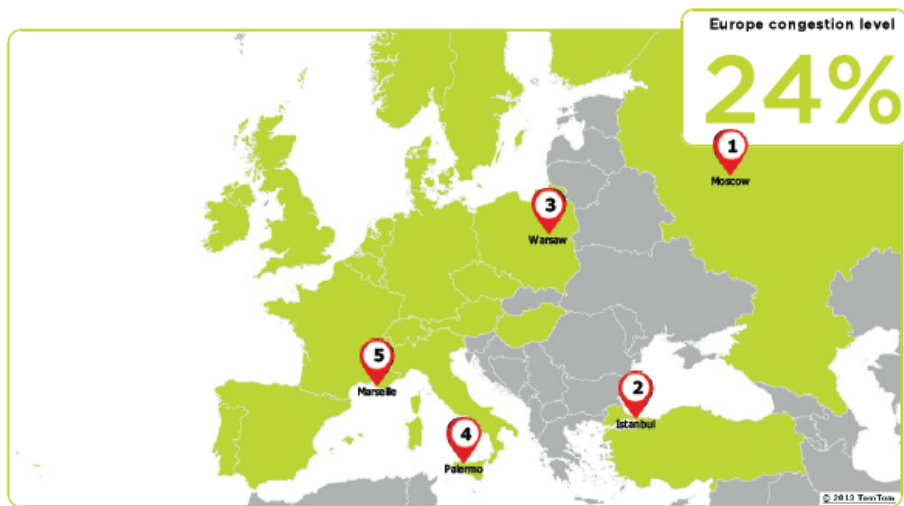 Europe congestion level
24%
1
Moscow
3
Warsaw
5
Marseille
2
Istanbul
4
Palermo
© 2013 TomTom